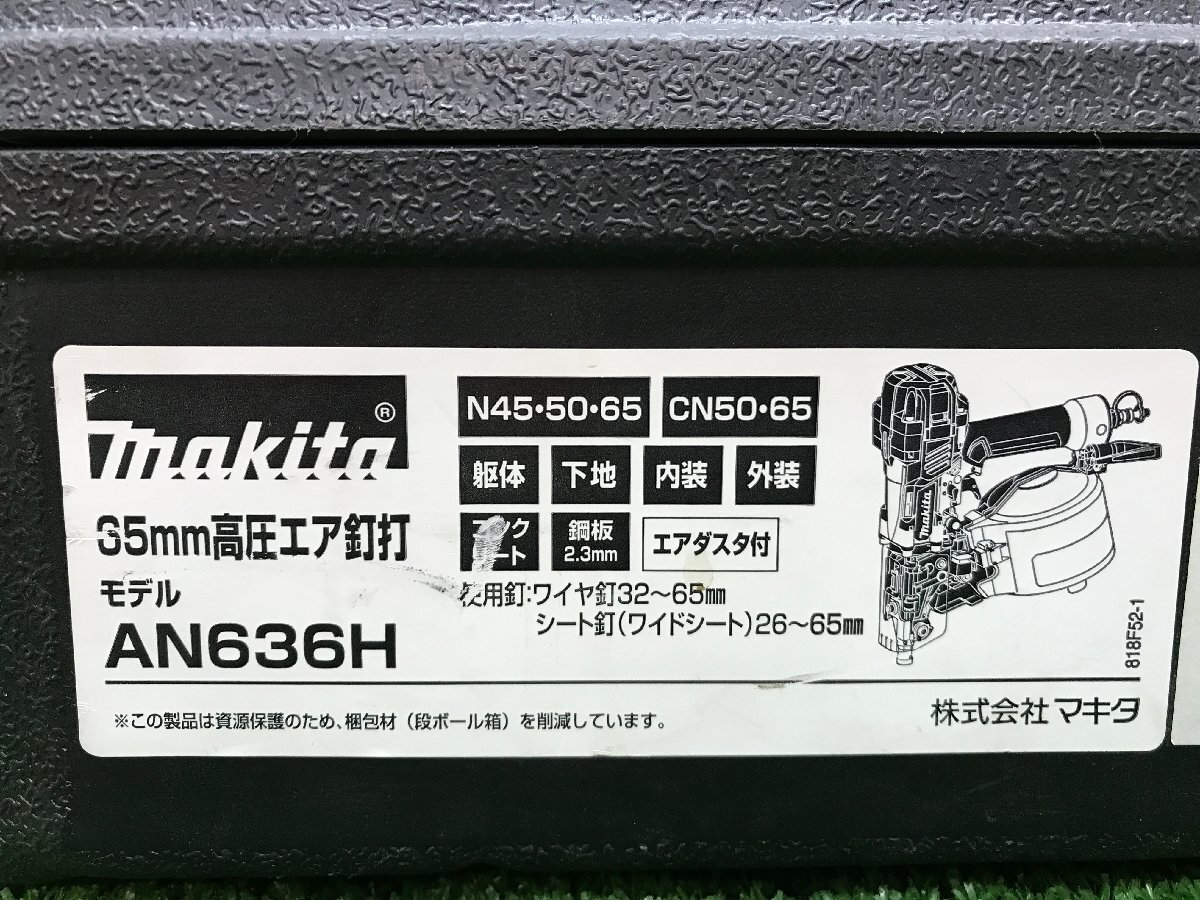 makita®
65mm高圧エア釘打
モデル
AN636H
N45・50・65 CN50・65
躯体 下地 内装 外装
鋼板
2.3mm
エアダスタ付
使用釘:ワイヤ釘32～65mm
シート釘(ワイドシート)26～65mm
makita
818F52-1
※この製品は資源保護のため、梱包材(段ボール箱)を削減しています。
株式会社マキタ